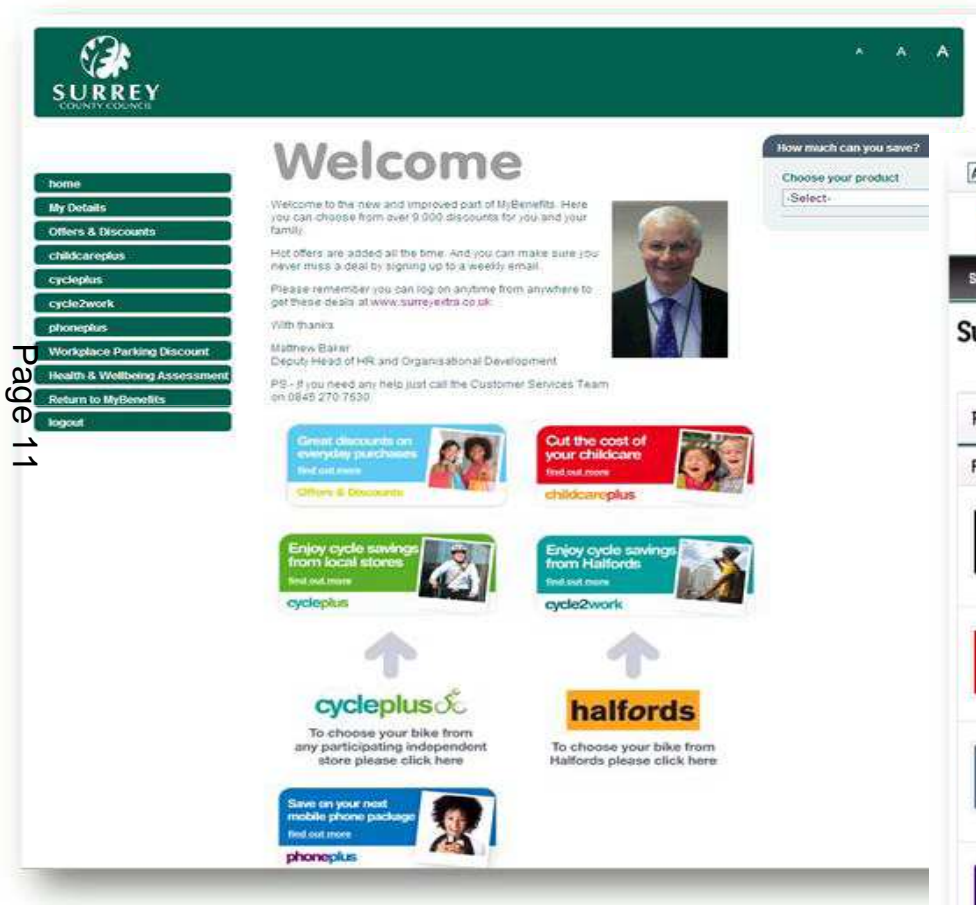 SURREY
COUNTY COUNCIL
A A A
Welcome
How much can you save?
Choose your product
-Select-
home
My Details
Offers & Discounts
childcareplus
cycleplus
cycle2work
phoneplus
Workplace Parking Discount
Health & Wellbeing Assessment
Return to MyBenefits
logout
Page 11
Welcome to the new and improved part of MyBenefits. Here
you can choose from over 9,000 discounts for you and your
family.
Hot offers are added all the time. And you can make sure you
never miss a deal by signing up to a weekly email.
Please remember you can log on anytime from anywhere to
get these deals at www.surreyextra.co.uk.
With thanks
Matthew Baker
Deputy Head of HR and Organisational Development
PS - If you need any help just call the Customer Services Team
on 0845 270 7530
Great discounts on
everyday purchases
find out more
Offers & Discounts
Cut the cost of
your childcare
find out more
childcareplus
Enjoy cycle savings
from local stores
find out more
cycleplus
Enjoy cycle savings
from Halfords
find out more
cycle2work
cycleplus
To choose your bike from
any participating independent
store please click here
halfords
To choose your bike from
Halfords please click here
Save on your next
mobile phone package
find out more
phoneplus
Su